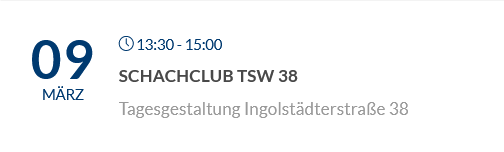 09
MÄRZ
13:30 - 15:00
SCHACHCLUB TSW 38
Tagesgestaltung Ingolstädterstraße 38